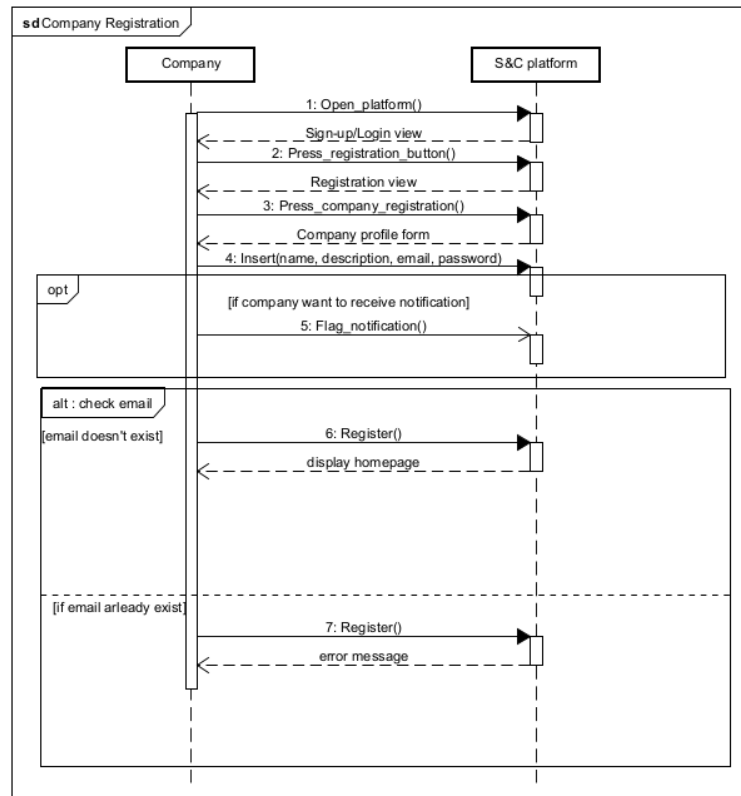 sd Company Registration
Company
S&C platform
1: Open_platform()
Sign-up/Login view
2: Press_registration_button()
Registration view
3: Press_company_registration()
Company profile form
4: Insert(name, description, email, password)
opt
[if company want to receive notification]
5: Flag_notification()
alt : check email
[email doesn't exist]
6: Register()
display homepage
[if email arleady exist]
7: Register()
error message